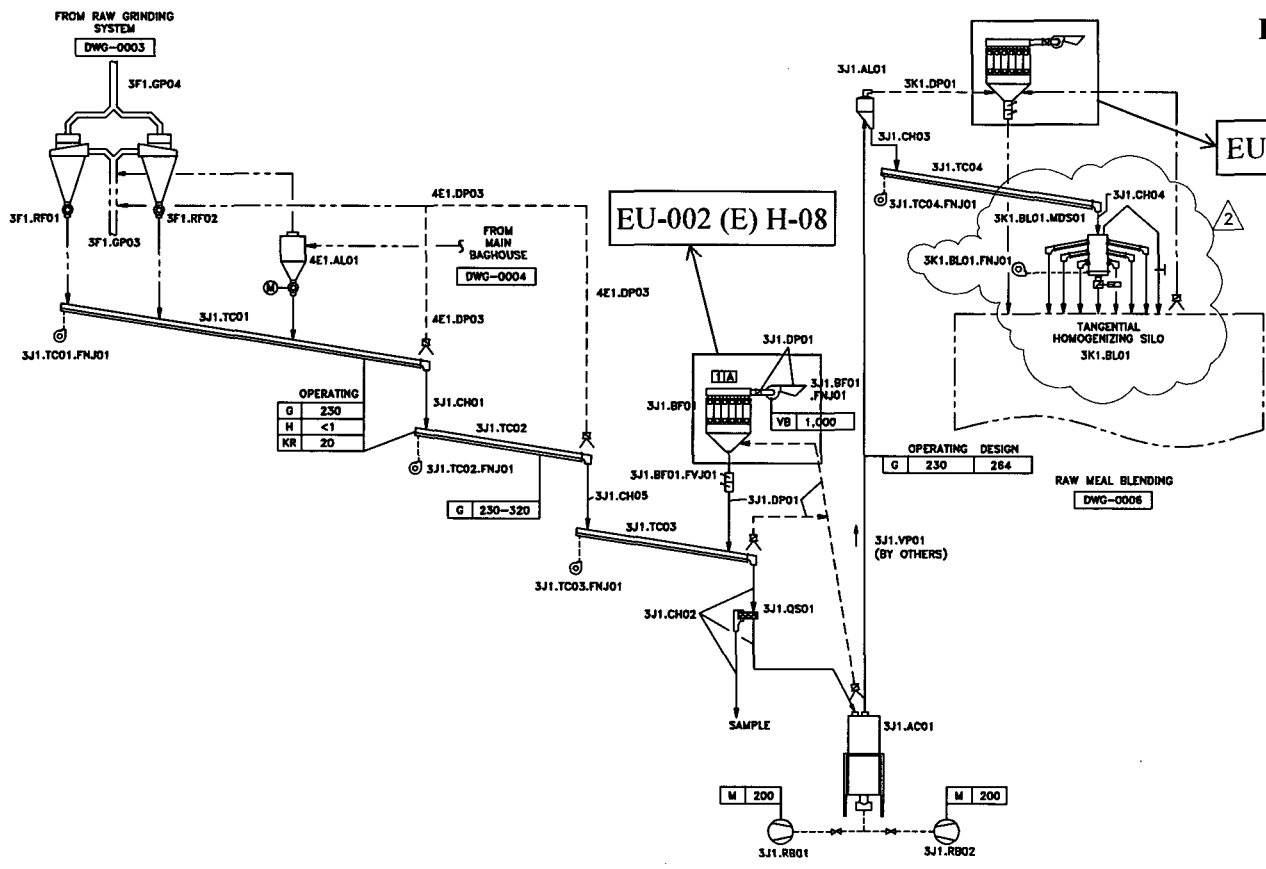 FROM RAW GRINDING
SYSTEM
DWG-0003
3F1.GP04
3F1.RF01
3F1.RF02
3F1.GP03
4E1.AL01
FROM
MAIN
BAGHOUSE
DWG-0004
4E1.DP03
4E1.DP03
4E1.DP03
M
3J1.TC01
3J1.TC01.FNJ01
OPERATING
G 230
H <1
KR 20
3J1.CH01
3J1.TC02
3J1.TC02.FNJ01
G 230-320
3J1.CH05
3J1.TC03
3J1.TC03.FNJ01
EU-002 (E) H-08
1 A
3J1.DP01
3J1.BF01
3J1.BF01
.FNJ01
VB 1,000
3J1.BF01.FVJ01
3J1.DP01
3J1.CH02
3J1.QS01
SAMPLE
3J1.AC01
M 200
M 200
3J1.RB01
3J1.RB02
3J1.VP01
(BY OTHERS)
OPERATING DESIGN
G 230 264
3J1.AL01
3K1.DP01
3J1.CH03
3J1.TC04
3J1.TC04.FNJ01
3J1.CH04
3K1.BL01.MDS01
3K1.BL01.FNJ01
2
EU
TANGENTIAL
HOMOGENIZING SILO
3K1.BL01
RAW MEAL BLENDING
DWG-0006